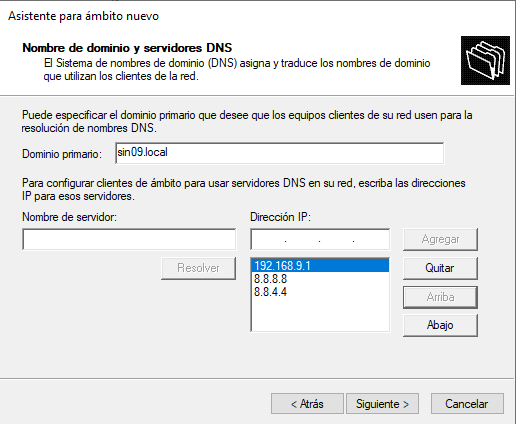 Asistente para ámbito nuevo
Nombre de dominio y servidores DNS
El Sistema de nombres de dominio (DNS) asigna y traduce los nombres de dominio
que utilizan los clientes de la red.
Puede especificar el dominio primario que desee que los equipos clientes de su red usen para la
resolución de nombres DNS.
Dominio primario: sin09.local
Para configurar clientes de ámbito para usar servidores DNS en su red, escriba las direcciones
IP para esos servidores.
Nombre de servidor: Dirección IP:
. . . Agregar
Resolver 192.168.9.1 Quitar
8.8.8.8
8.8.4.4 Arriba
Abajo
< Atrás Siguiente > Cancelar